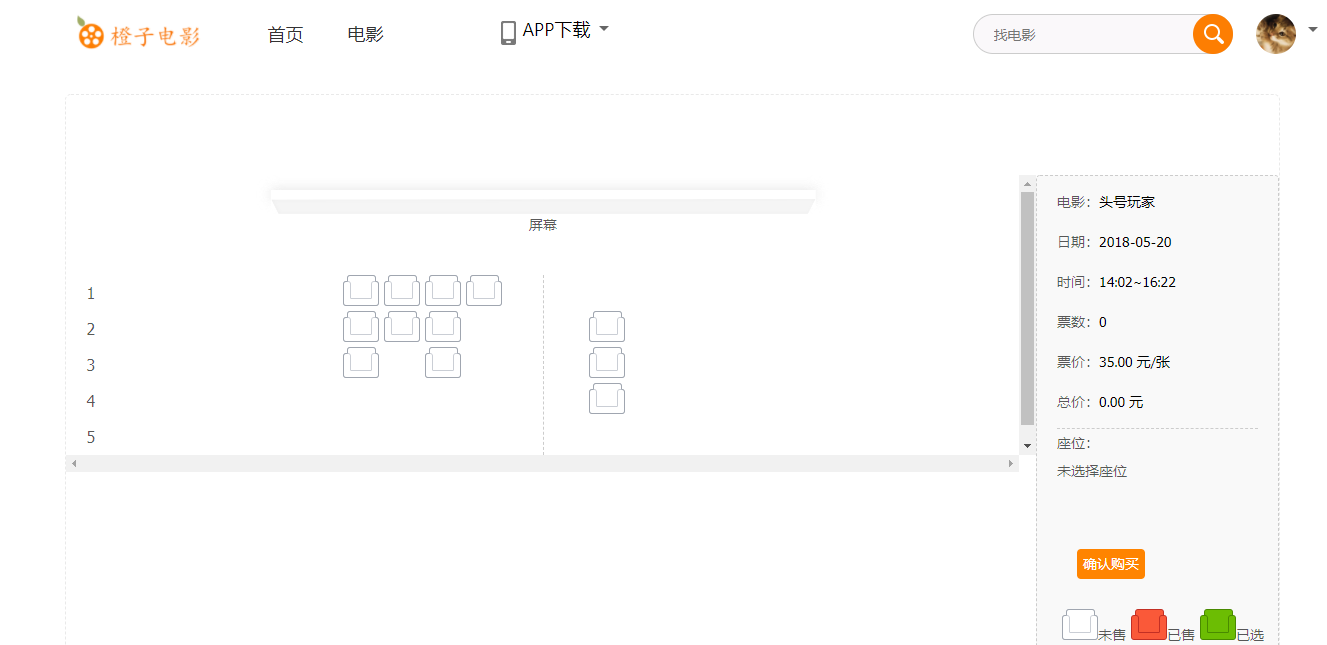 橙子电影 首页 电影 APP下载 找电影
屏幕
1
2
3
4
5
电影：头号玩家
日期：2018-05-20
时间：14:02~16:22
票数：0
票价：35.00 元/张
总价：0.00 元
座位：
未选择座位
确认购买
未售 已售 已选